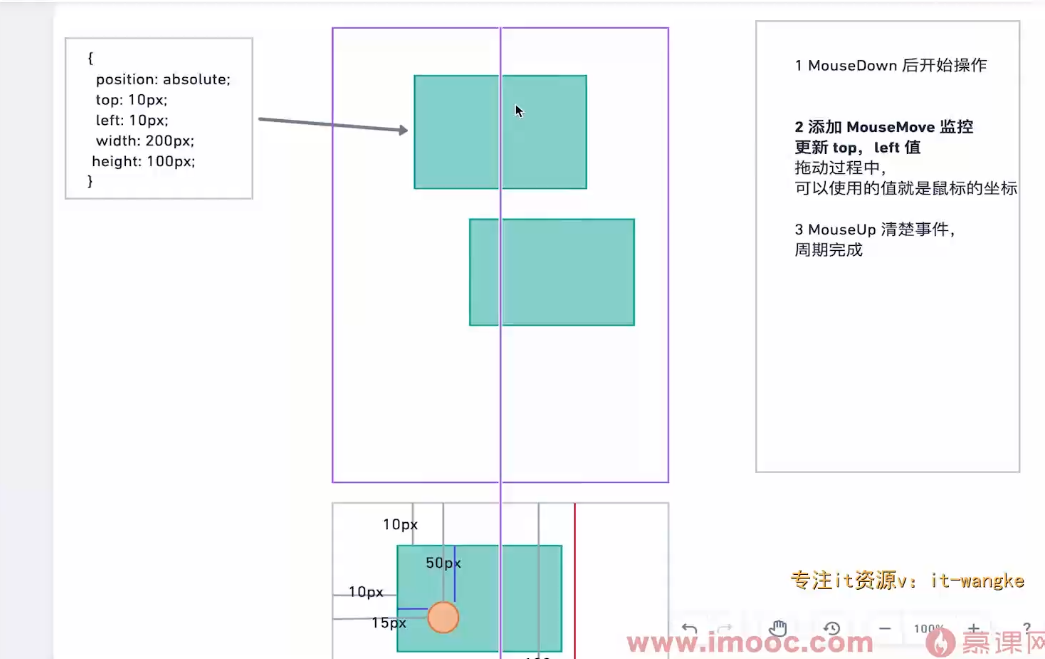 {
position: absolute;
top: 10px;
left: 10px;
width: 200px;
height: 100px;
}
1 MouseDown 后开始操作
2 添加 MouseMove 监控
更新 top，left 值
拖动过程中，
可以使用的值就是鼠标的坐标
3 MouseUp 清楚事件，
周期完成
10px
50px
10px
15px
专注it资源v：it-wangke
100%
?
www.imooc.com
慕课网